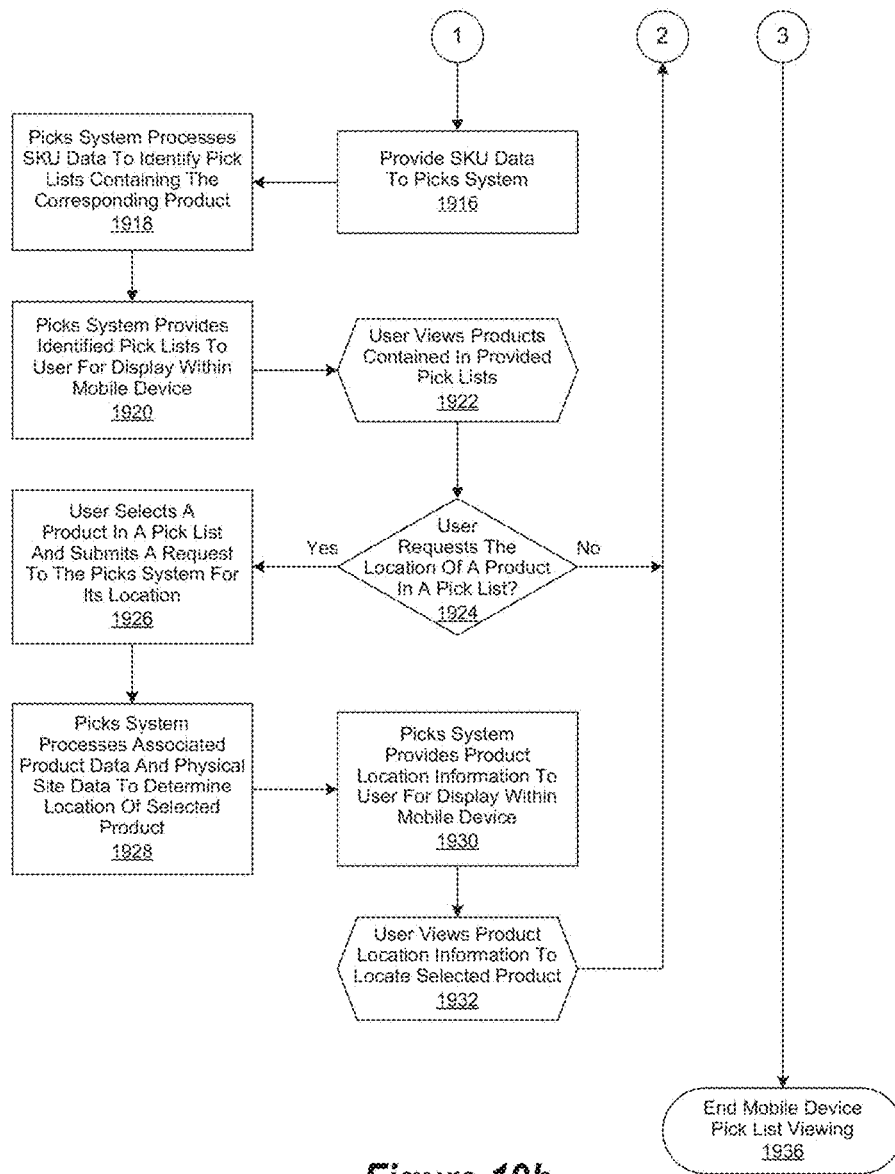 1
2
3
Picks System Processes
SKU Data To Identify Pick
Lists Containing The
Corresponding Product
1918
Provide SKU Data
To Picks System
1916
Picks System Provides
Identified Pick Lists To
User For Display Within
Mobile Device
1920
User Views Products
Contained In Provided
Pick Lists
1922
User Selects A
Product In A Pick List
And Submits A Request
To The Picks System For
Its Location
1926
Yes
User
Requests The
Location Of A Product
In A Pick List?
1924
No
Picks System
Processes Associated
Product Data And Physical
Site Data To Determine
Location Of Selected
Product
1928
Picks System
Provides Product
Location Information To
User For Display Within
Mobile Device
1930
User Views Product
Location Information To
Locate Selected Product
1932
End Mobile Device
Pick List Viewing
1936
Figure 19b